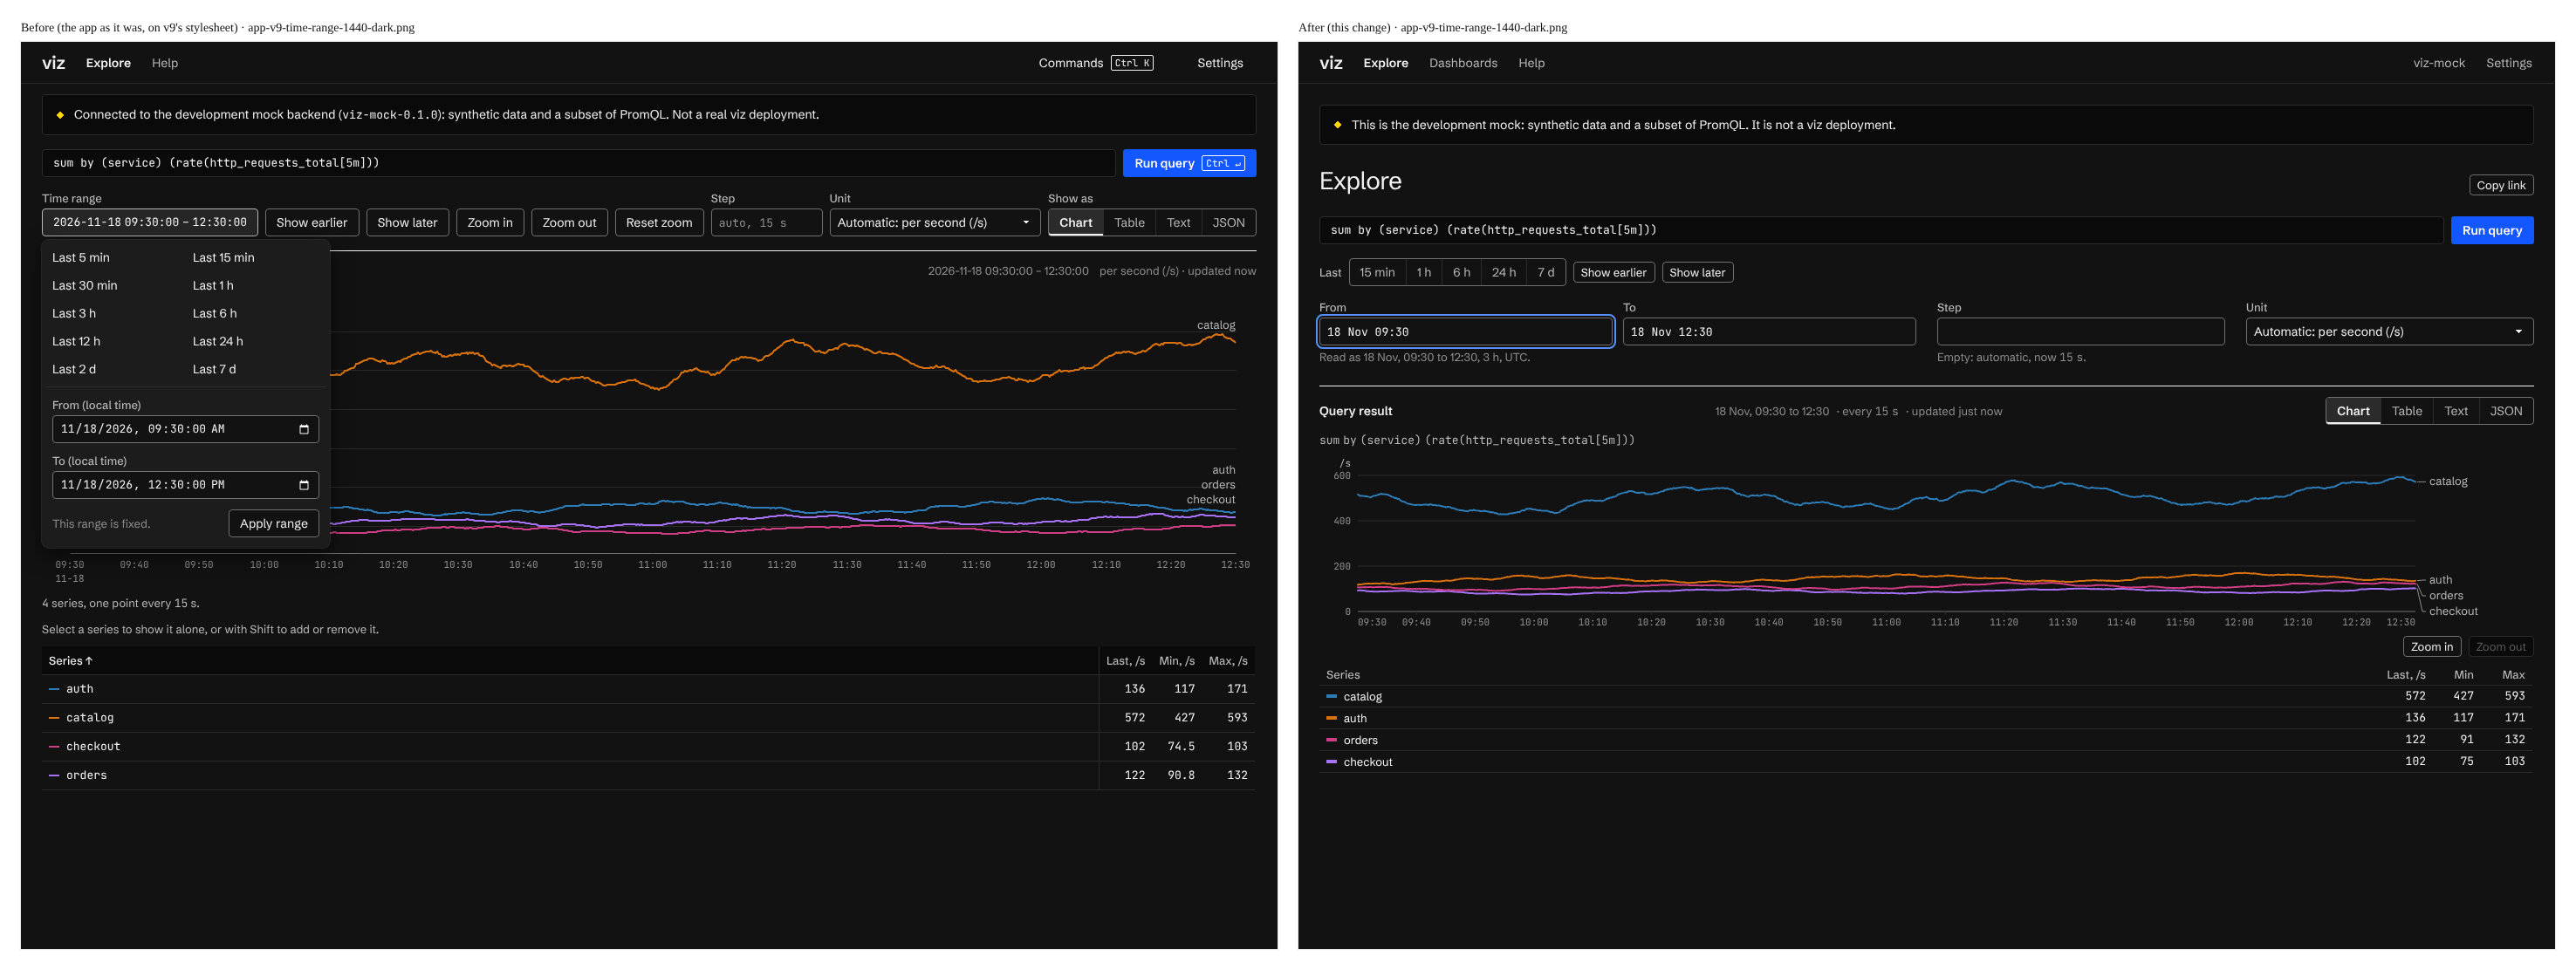 Before (the app as it was, on v9's stylesheet) · app-v9-time-range-1440-dark.png
viz Explore Help Commands Ctrl K Settings
Connected to the development mock backend (viz-mock-0.1.0): synthetic data and a subset of PromQL. Not a real viz deployment.
sum by (service) (rate(http_requests_total[5m])) Run query Ctrl ↵
Time range Step Unit Show as
2026-11-18 09:30:00 – 12:30:00 Show earlier Show later Zoom in Zoom out Reset zoom auto, 15 s Automatic: per second (/s) Chart Table Text JSON
Last 5 min Last 15 min
Last 30 min Last 1 h
Last 3 h Last 6 h
Last 12 h Last 24 h
Last 2 d Last 7 d
From (local time)
11/18/2026, 09:30:00 AM
To (local time)
11/18/2026, 12:30:00 PM
This range is fixed. Apply range
2026-11-18 09:30:00 – 12:30:00 per second (/s) · updated now
catalog
auth
orders
checkout
09:30 09:40 09:50 10:00 10:10 10:20 10:30 10:40 10:50 11:00 11:10 11:20 11:30 11:40 11:50 12:00 12:10 12:20 12:30
11-18
4 series, one point every 15 s.
Select a series to show it alone, or with Shift to add or remove it.
Series ↑ Last, /s Min, /s Max, /s
auth 136 117 171
catalog 572 427 593
checkout 102 74.5 103
orders 122 90.8 132
After (this change) · app-v9-time-range-1440-dark.png
viz Explore Dashboards Help viz-mock Settings
This is the development mock: synthetic data and a subset of PromQL. It is not a viz deployment.
Explore Copy link
sum by (service) (rate(http_requests_total[5m])) Run query
Last 15 min 1 h 6 h 24 h 7 d Show earlier Show later
From To Step Unit
18 Nov 09:30 18 Nov 12:30 Automatic: per second (/s)
Read as 18 Nov, 09:30 to 12:30, 3 h, UTC. Empty: automatic, now 15 s.
Query result 18 Nov, 09:30 to 12:30 · every 15 s · updated just now Chart Table Text JSON
sum by (service) (rate(http_requests_total[5m]))
/s
600
400
200
0
catalog
auth
orders
checkout
09:30 09:40 09:50 10:00 10:10 10:20 10:30 10:40 10:50 11:00 11:10 11:20 11:30 11:40 11:50 12:00 12:10 12:20 12:30
Zoom in Zoom out
Series Last, /s Min Max
catalog 572 427 593
auth 136 117 171
orders 122 91 132
checkout 102 75 103